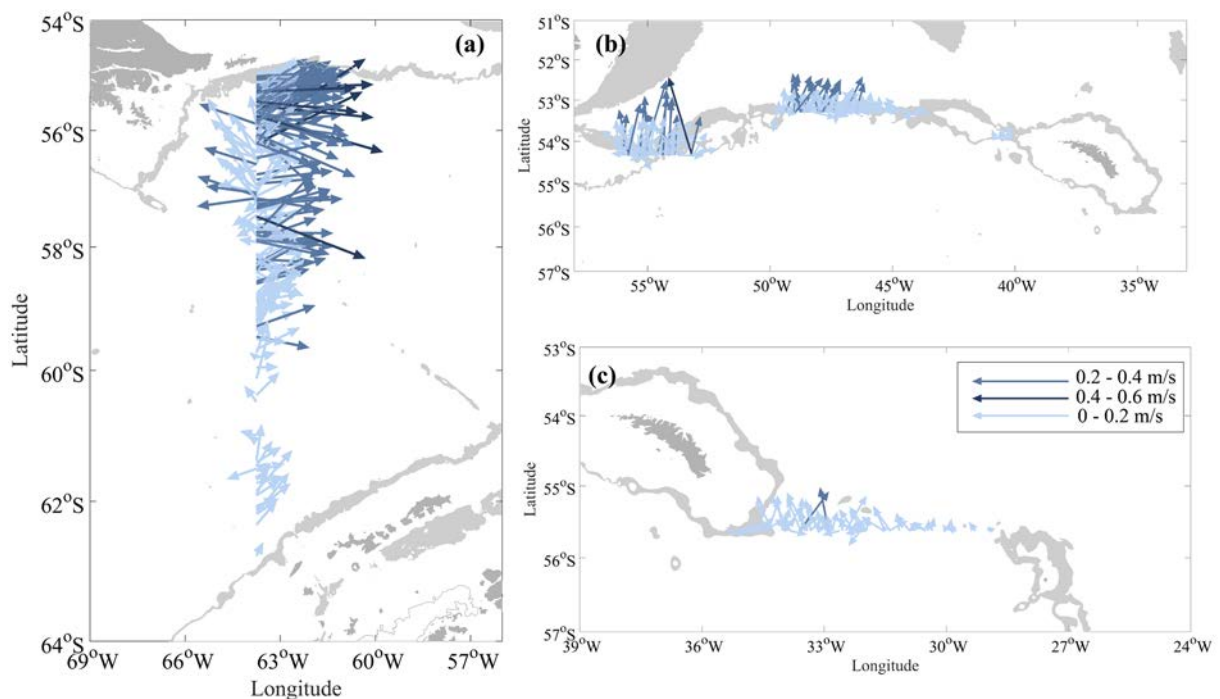 (a)
54°S
56°S
58°S
60°S
62°S
64°S
Latitude
69°W 66°W 63°W 60°W 57°W
Longitude
(b)
51°S
52°S
53°S
54°S
55°S
56°S
57°S
Latitude
55°W 50°W 45°W 40°W 35°W
Longitude
(c)
53°S
54°S
55°S
56°S
57°S
Latitude
0.2 - 0.4 m/s
0.4 - 0.6 m/s
0 - 0.2 m/s
39°W 36°W 33°W 30°W 27°W 24°W
Longitude